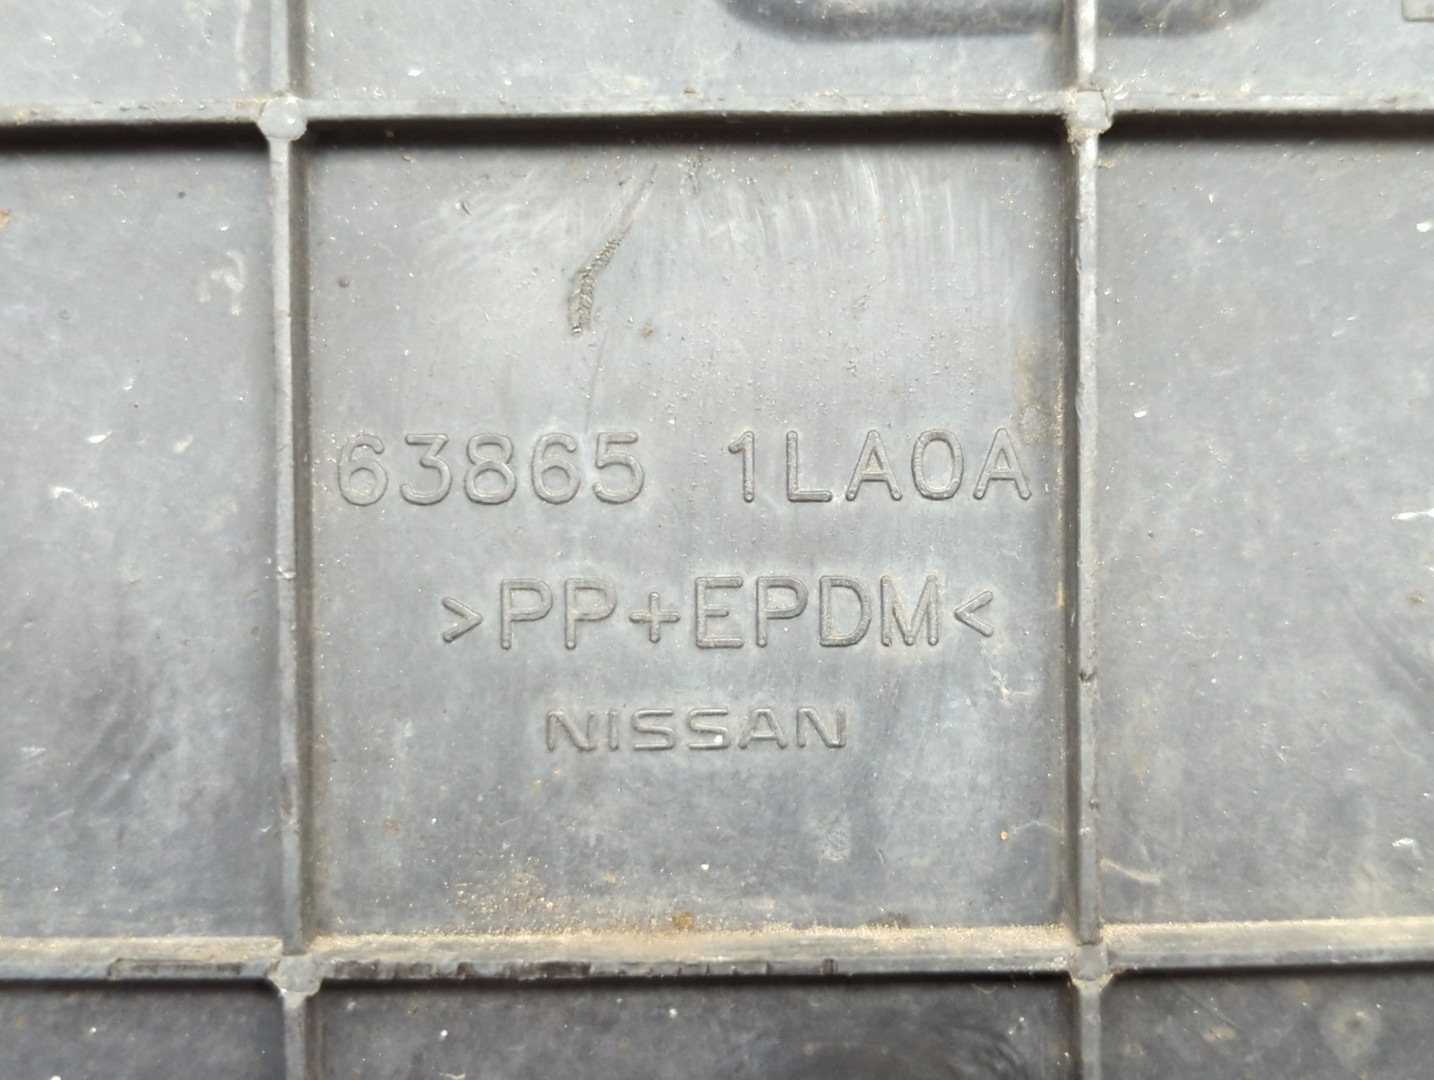 63865 1LA0A
>PP+EPDM<
NISSAN